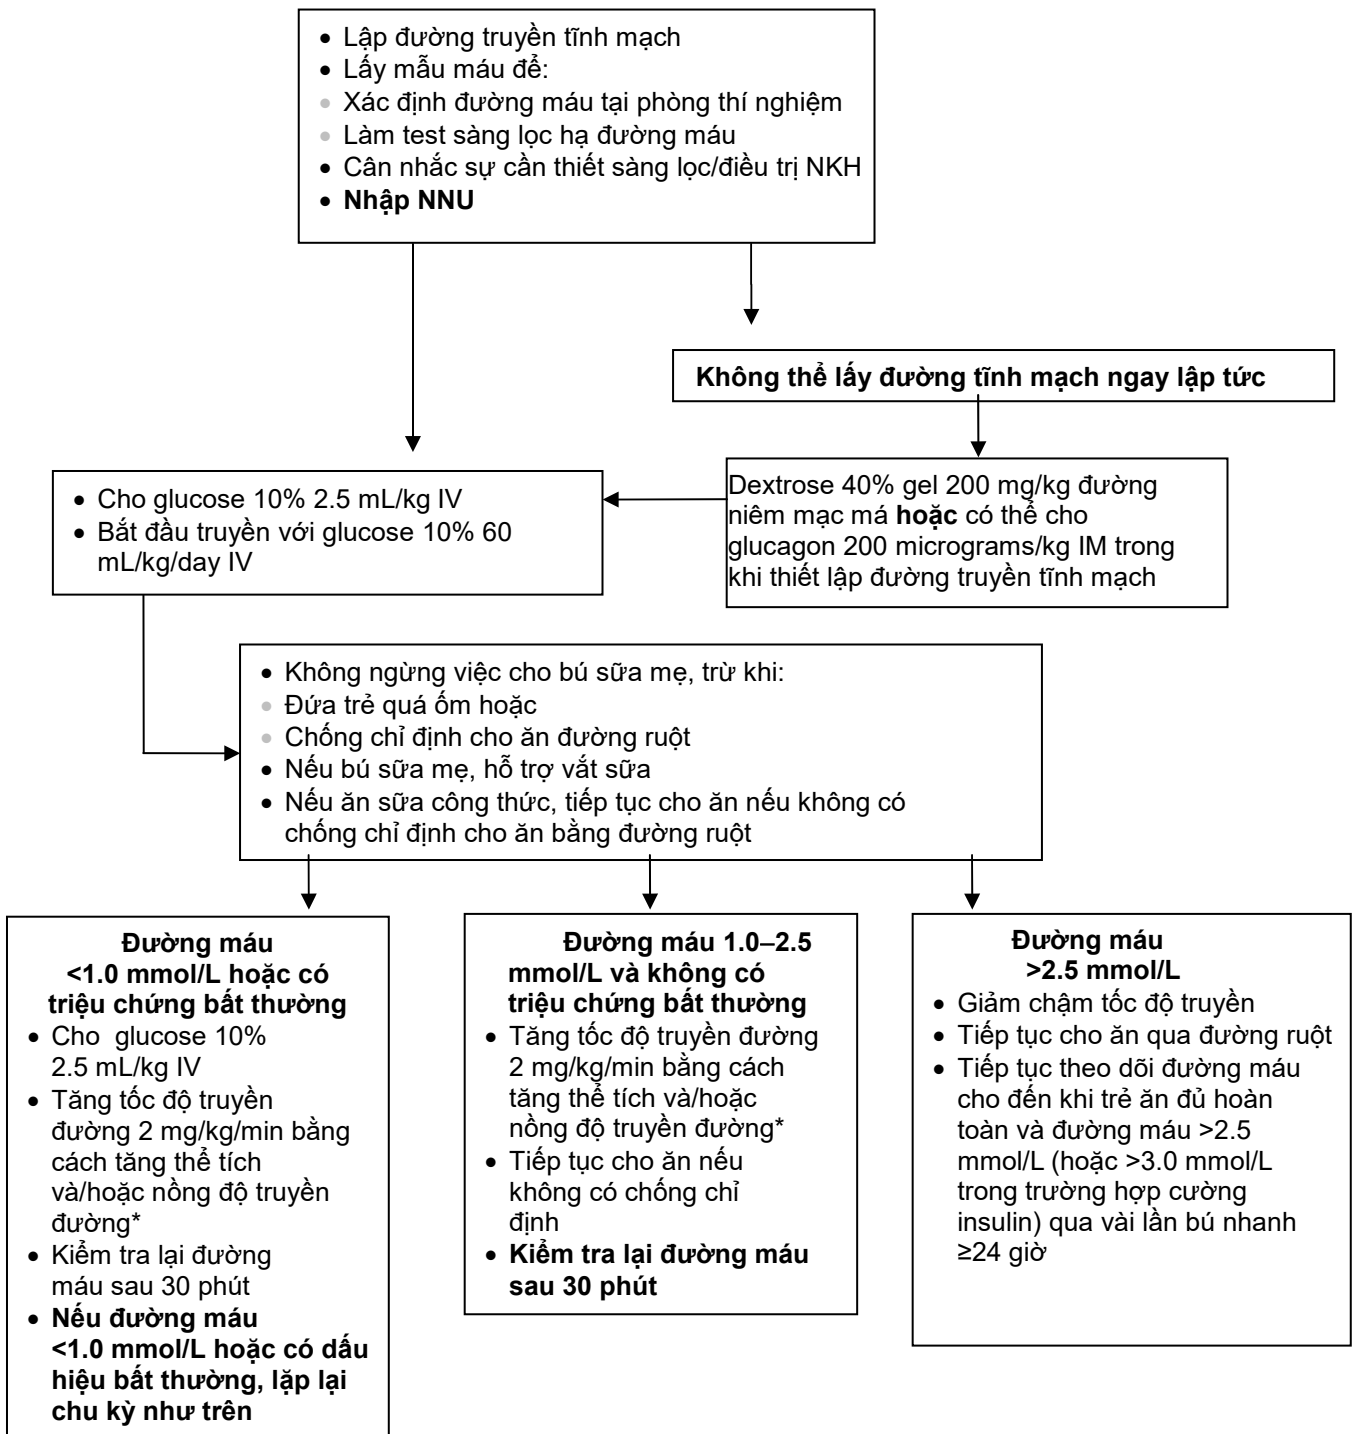 • Lập đường truyền tĩnh mạch
• Lấy mẫu máu để:
• Xác định đường máu tại phòng thí nghiệm
• Làm test sàng lọc hạ đường máu
• Cân nhắc sự cần thiết sàng lọc/điều trị NKH
• Nhập NNU
Không thể lấy đường tĩnh mạch ngay lập tức
• Cho glucose 10% 2.5 mL/kg IV
• Bắt đầu truyền với glucose 10% 60
mL/kg/day IV
Dextrose 40% gel 200 mg/kg đường
niêm mạc má hoặc có thể cho
glucagon 200 micrograms/kg IM trong
khi thiết lập đường truyền tĩnh mạch
• Không ngừng việc cho bú sữa mẹ, trừ khi:
• Đứa trẻ quá ốm hoặc
• Chống chỉ định cho ăn đường ruột
• Nếu bú sữa mẹ, hỗ trợ vắt sữa
• Nếu ăn sữa công thức, tiếp tục cho ăn nếu không có
chống chỉ định cho ăn bằng đường ruột
Đường máu
<1.0 mmol/L hoặc có
triệu chứng bất thường
• Cho glucose 10%
2.5 mL/kg IV
• Tăng tốc độ truyền
đường 2 mg/kg/min bằng
cách tăng thể tích
và/hoặc nồng độ truyền
đường*
• Kiểm tra lại đường
máu sau 30 phút
• Nếu đường máu
<1.0 mmol/L hoặc có dấu
hiệu bất thường, lặp lại
chu kỳ như trên
Đường máu 1.0–2.5
mmol/L và không có
triệu chứng bất thường
• Tăng tốc độ truyền đường
2 mg/kg/min bằng cách
tăng thể tích và/hoặc
nồng độ truyền đường*
• Tiếp tục cho ăn nếu
không có chống chỉ
định
• Kiểm tra lại đường máu
sau 30 phút
Đường máu
>2.5 mmol/L
• Giảm chậm tốc độ truyền
• Tiếp tục cho ăn qua đường ruột
• Tiếp tục theo dõi đường máu
cho đến khi trẻ ăn đủ hoàn
toàn và đường máu >2.5
mmol/L (hoặc >3.0 mmol/L
trong trường hợp cường
insulin) qua vài lần bú nhanh
≥24 giờ